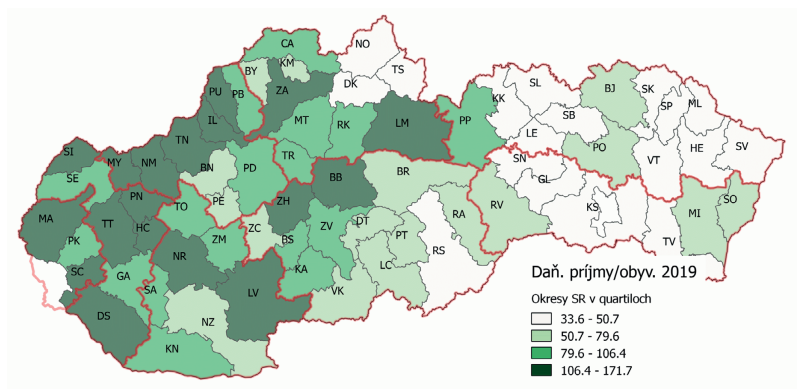 NO
CA
BY
KM
TS
PU
PB
ZA
DK
KK
SL
BJ
SK
ML
SP
IL
MT
RK
LM
PP
SB
LE
PO
HE
SV
VT
TN
SI
MY
NM
BN
PD
TR
BB
BR
SN
GL
SE
PN
PE
TO
ZH
ZC
RV
KS
MI
SO
MA
TT
HC
PK
ZM
BS
ZV
DT
PT
RA
RS
TV
SC
GA
NR
KA
LC
SA
LV
VK
DS
NZ
KN
Daň. príjmy/obyv. 2019
Okresy SR v quartiloch
33.6 - 50.7
50.7 - 79.6
79.6 - 106.4
106.4 - 171.7